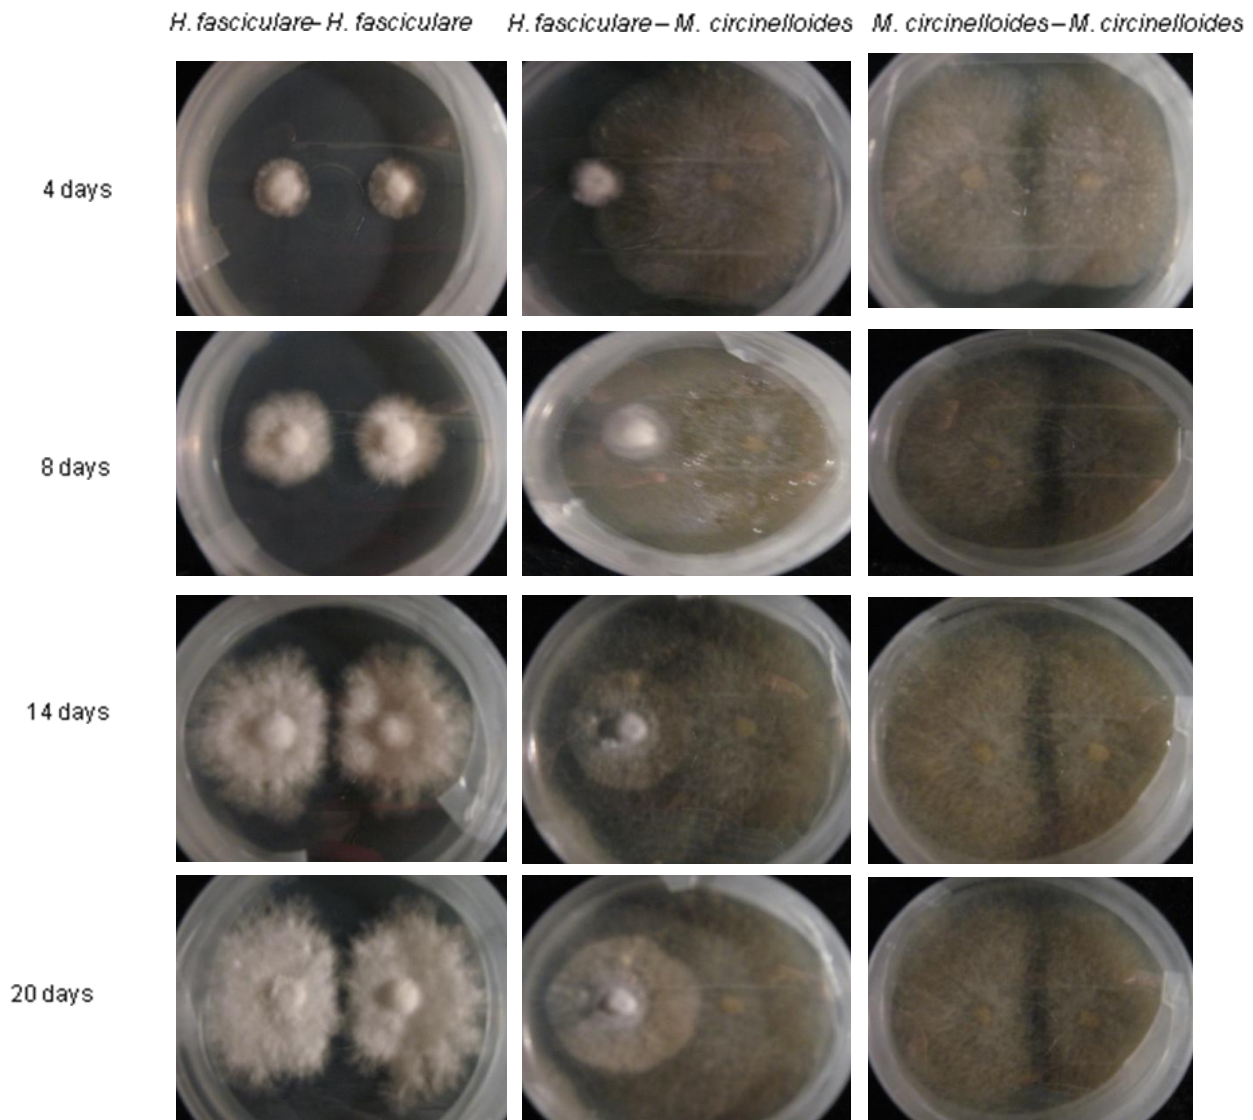 H. fasciculare– H. fasciculare H. fasciculare – M. circinelloides M. circinelloides – M. circinelloides
4 days
8 days
14 days
20 days